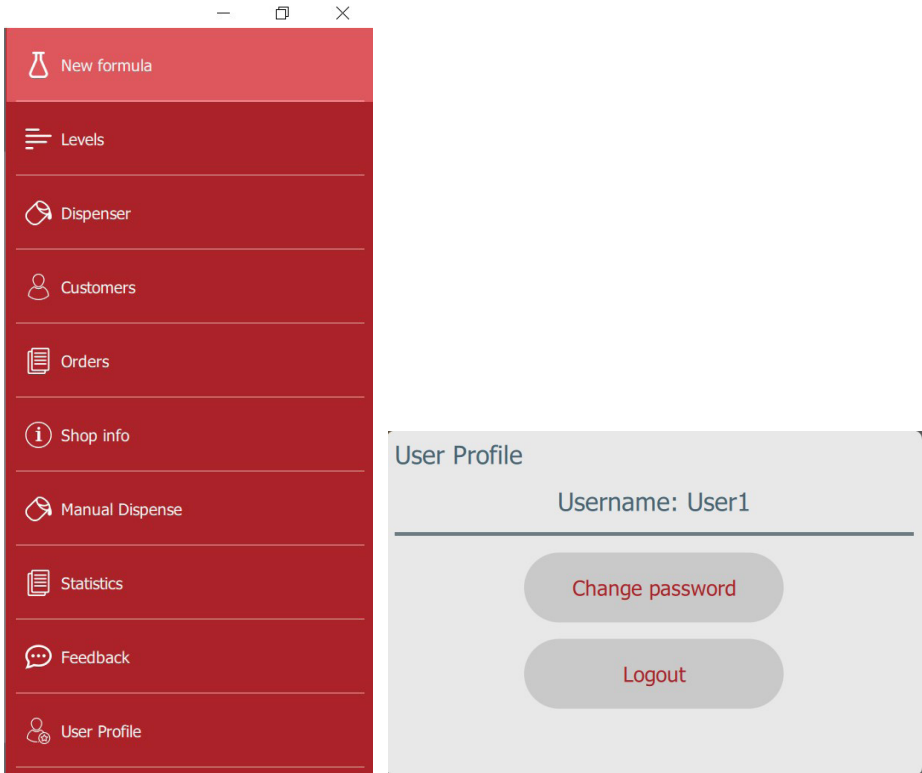 New formula
Levels
Dispenser
Customers
Orders
Shop info
Manual Dispense
Statistics
Feedback
User Profile
User Profile
Username: User1
Change password
Logout